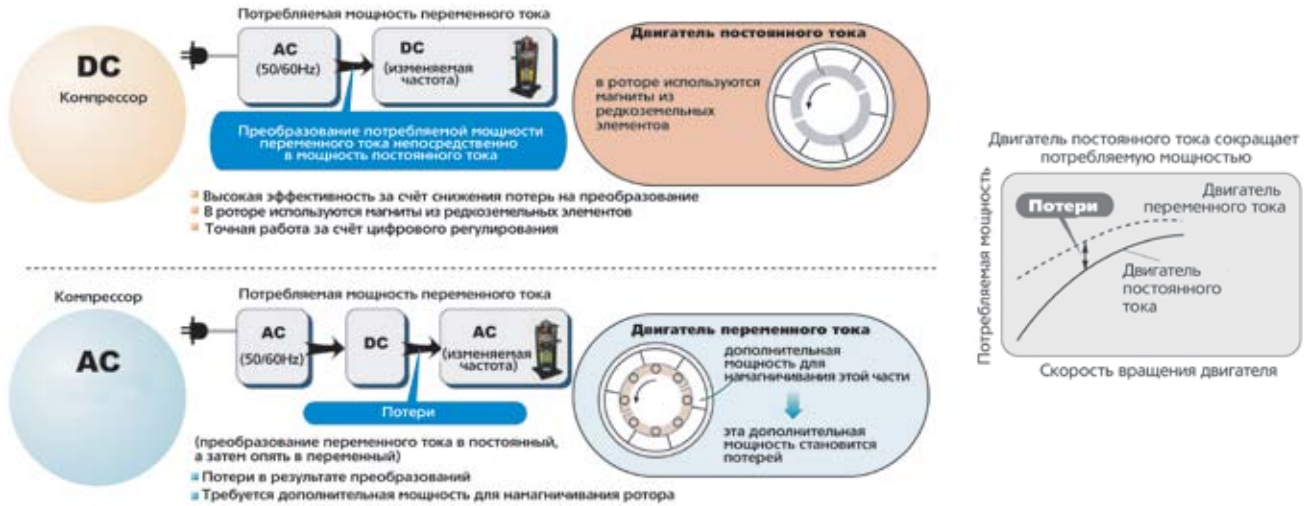 Потребляемая мощность переменного тока
DC
Компрессор
AC
(50/60Hz)
DC
(изменяемая
частота)
Преобразование потребляемой мощности
переменного тока непосредственно
в мощность постоянного тока
Двигатель постоянного тока
в роторе используются
магниты из
редкоземельных
элементов
Высокая эффективность за счёт снижения потерь на преобразование
В роторе используются магниты из редкоземельных элементов
Точная работа за счёт цифрового регулирования
Компрессор
AC
Потребляемая мощность переменного тока
AC
(50/60Hz)
DC
AC
(изменяемая
частота)
Потери
(преобразование переменного тока в постоянный,
а затем опять в переменный)
Потери в результате преобразований
Требуется дополнительная мощность для намагничивания ротора
Двигатель переменного тока
дополнительная
мощность для
намагничивания этой части
эта дополнительная
мощность становится
потерей
Двигатель постоянного тока сокращает
потребляемую мощностью
Потребляемая мощность
Потери
Двигатель
переменного тока
Двигатель
постоянного
тока
Скорость вращения двигателя